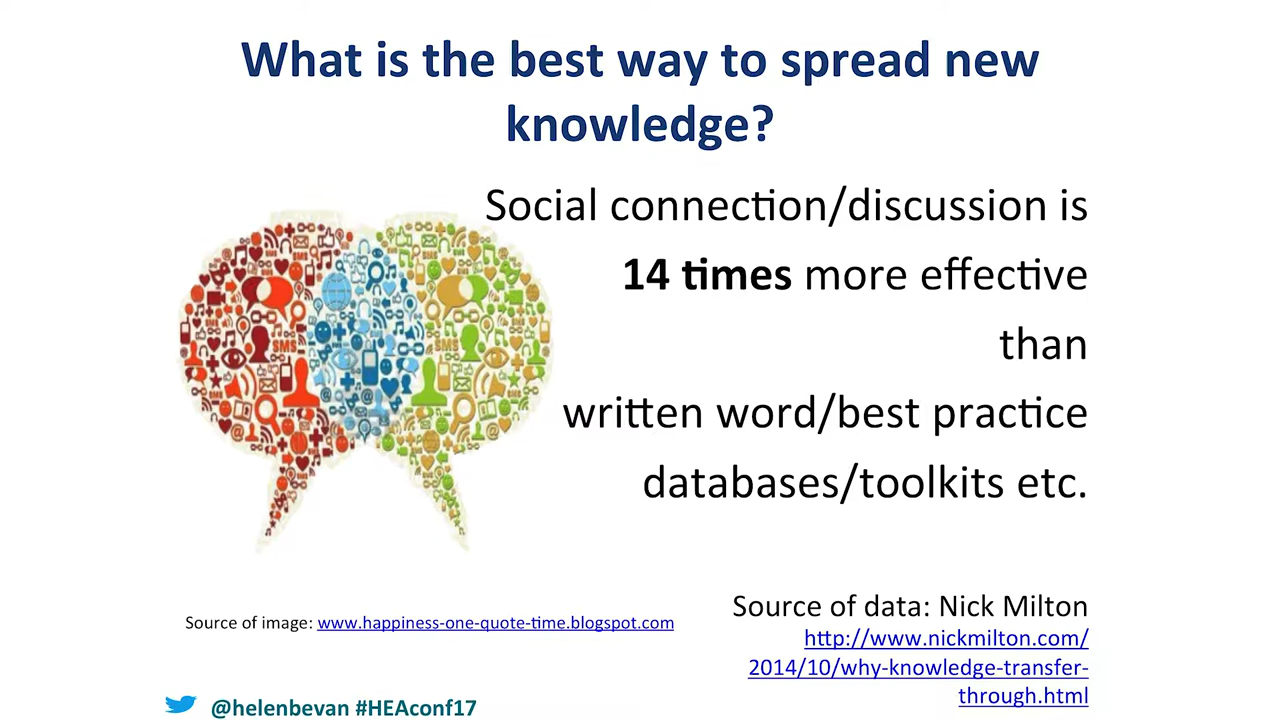 What is the best way to spread new
knowledge?
Social connection/discussion is
14 times more effective
than
written word/best practice
databases/toolkits etc.
SMS
SMS
Source of image: www.happiness-one-quote-time.blogspot.com
Source of data: Nick Milton
http://www.nickmilton.com/
2014/10/why-knowledge-transfer-
through.html
@helenbevan #HEAconf17